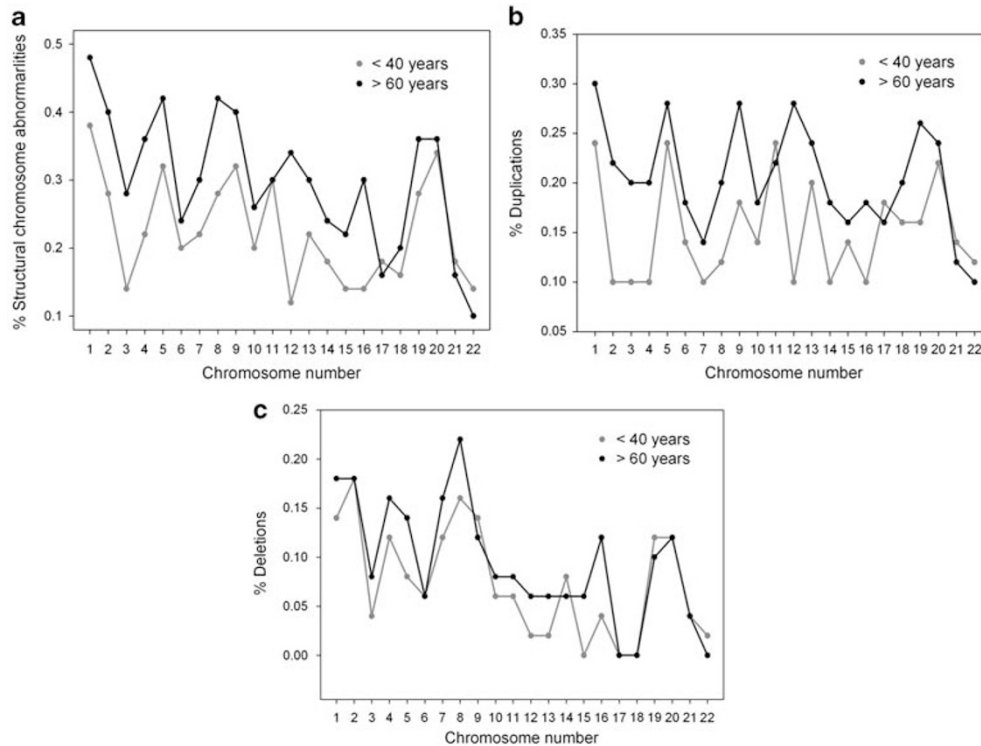 a
% Structural chromosome abnormarlities
0.5
0.4
0.3
0.2
0.1
< 40 years
> 60 years
1 2 3 4 5 6 7 8 9 10 11 12 13 14 15 16 17 18 19 20 21 22
Chromosome number
b
% Duplications
0.35
0.30
0.25
0.20
0.15
0.10
0.05
< 40 years
> 60 years
1 2 3 4 5 6 7 8 9 10 11 12 13 14 15 16 17 18 19 20 21 22
Chromosome number
c
% Deletions
0.25
0.20
0.15
0.10
0.05
0.00
< 40 years
> 60 years
1 2 3 4 5 6 7 8 9 10 11 12 13 14 15 16 17 18 19 20 21 22
Chromosome number